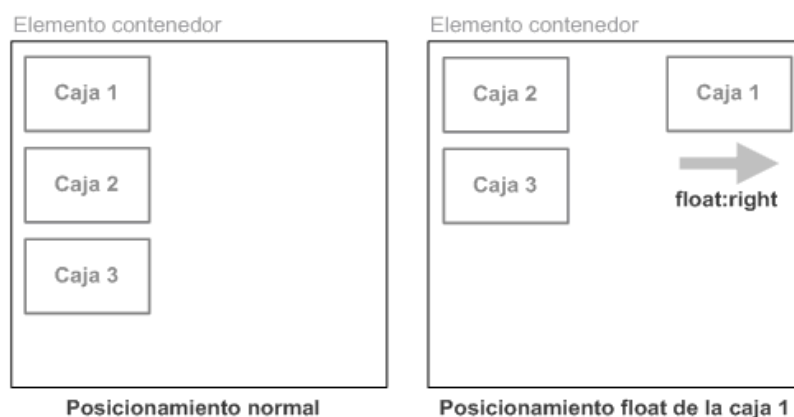 Elemento contenedor
Caja 1
Caja 2
Caja 3
Posicionamiento normal
Elemento contenedor
Caja 2
Caja 1
Caja 3
float:right
Posicionamiento float de la caja 1